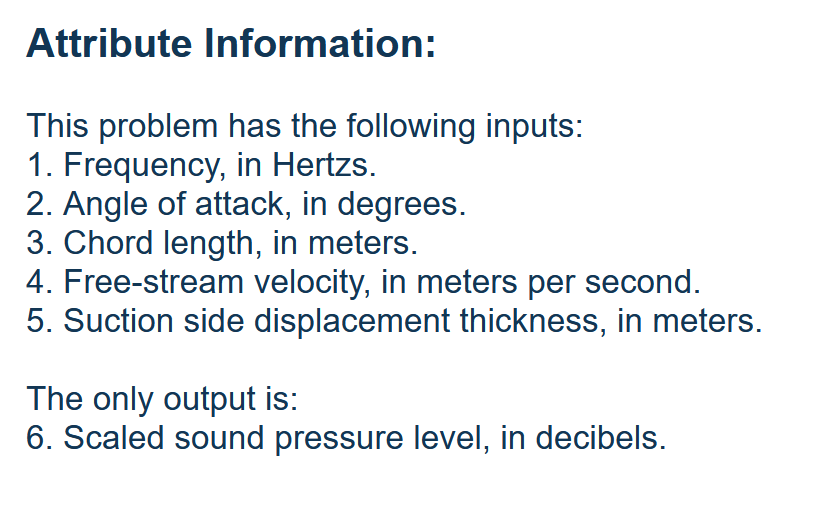 Attribute Information:
This problem has the following inputs:
1. Frequency, in Hertzs.
2. Angle of attack, in degrees.
3. Chord length, in meters.
4. Free-stream velocity, in meters per second.
5. Suction side displacement thickness, in meters.
The only output is:
6. Scaled sound pressure level, in decibels.